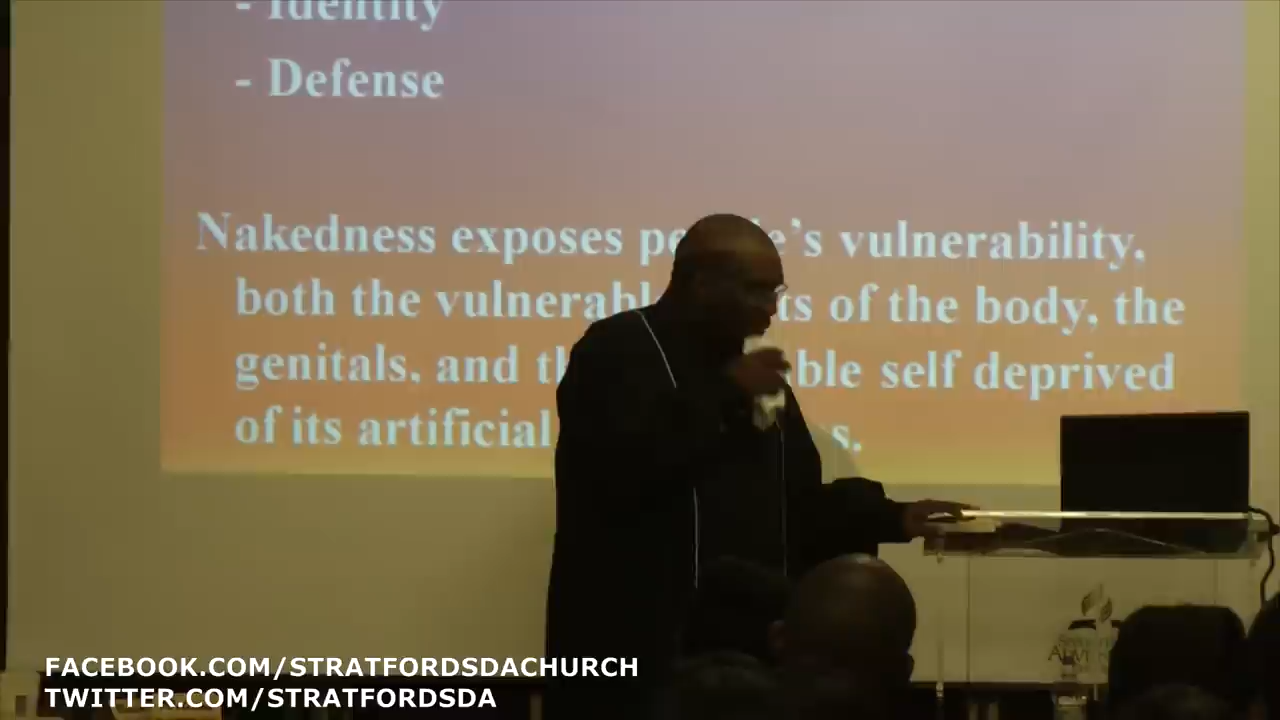 - Identity
- Defense
Nakedness exposes pe e's vulnerability,
both the vulnerabl ts of the body, the
genitals, and th ble self deprived
of its artificial s.
FACEBOOK.COM/STRATFORDSDACHURCH
TWITTER.COM/STRATFORDSDA